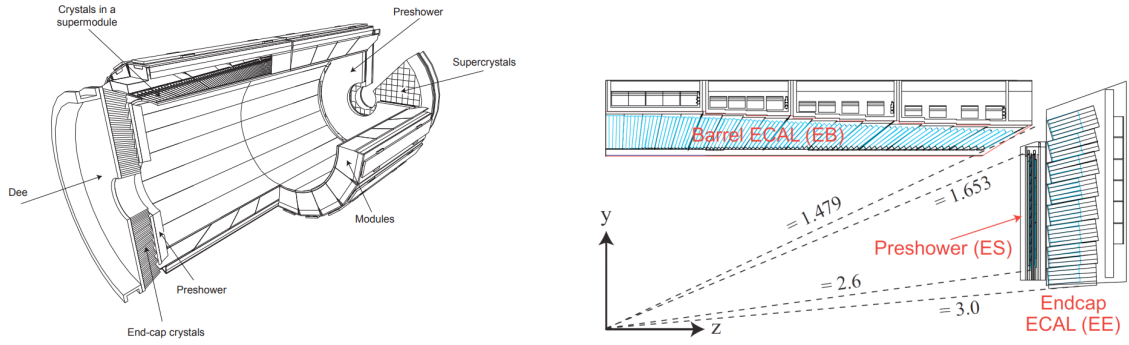 Crystals in a
supermodule
Preshower
Supercrystals
Dee
Modules
Preshower
End-cap crystals
Barrel ECAL (EB)
= 1.479
= 1.653
y
Preshower (ES)
= 2.6
= 3.0
z
Endcap
ECAL (EE)